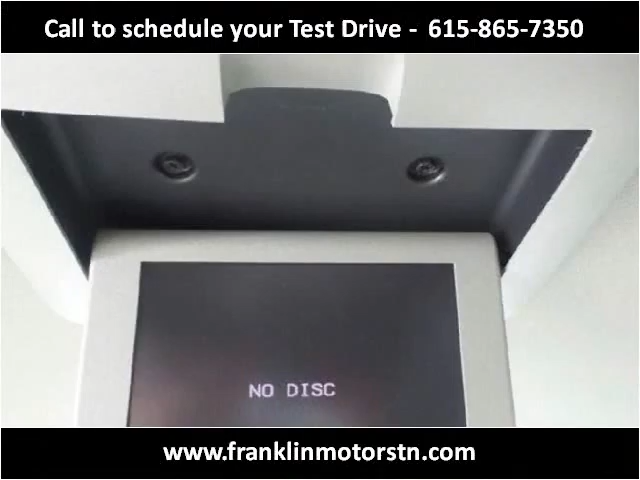 Call to schedule your Test Drive - 615-865-7350
NO DISC
www.franklinmotorstn.com